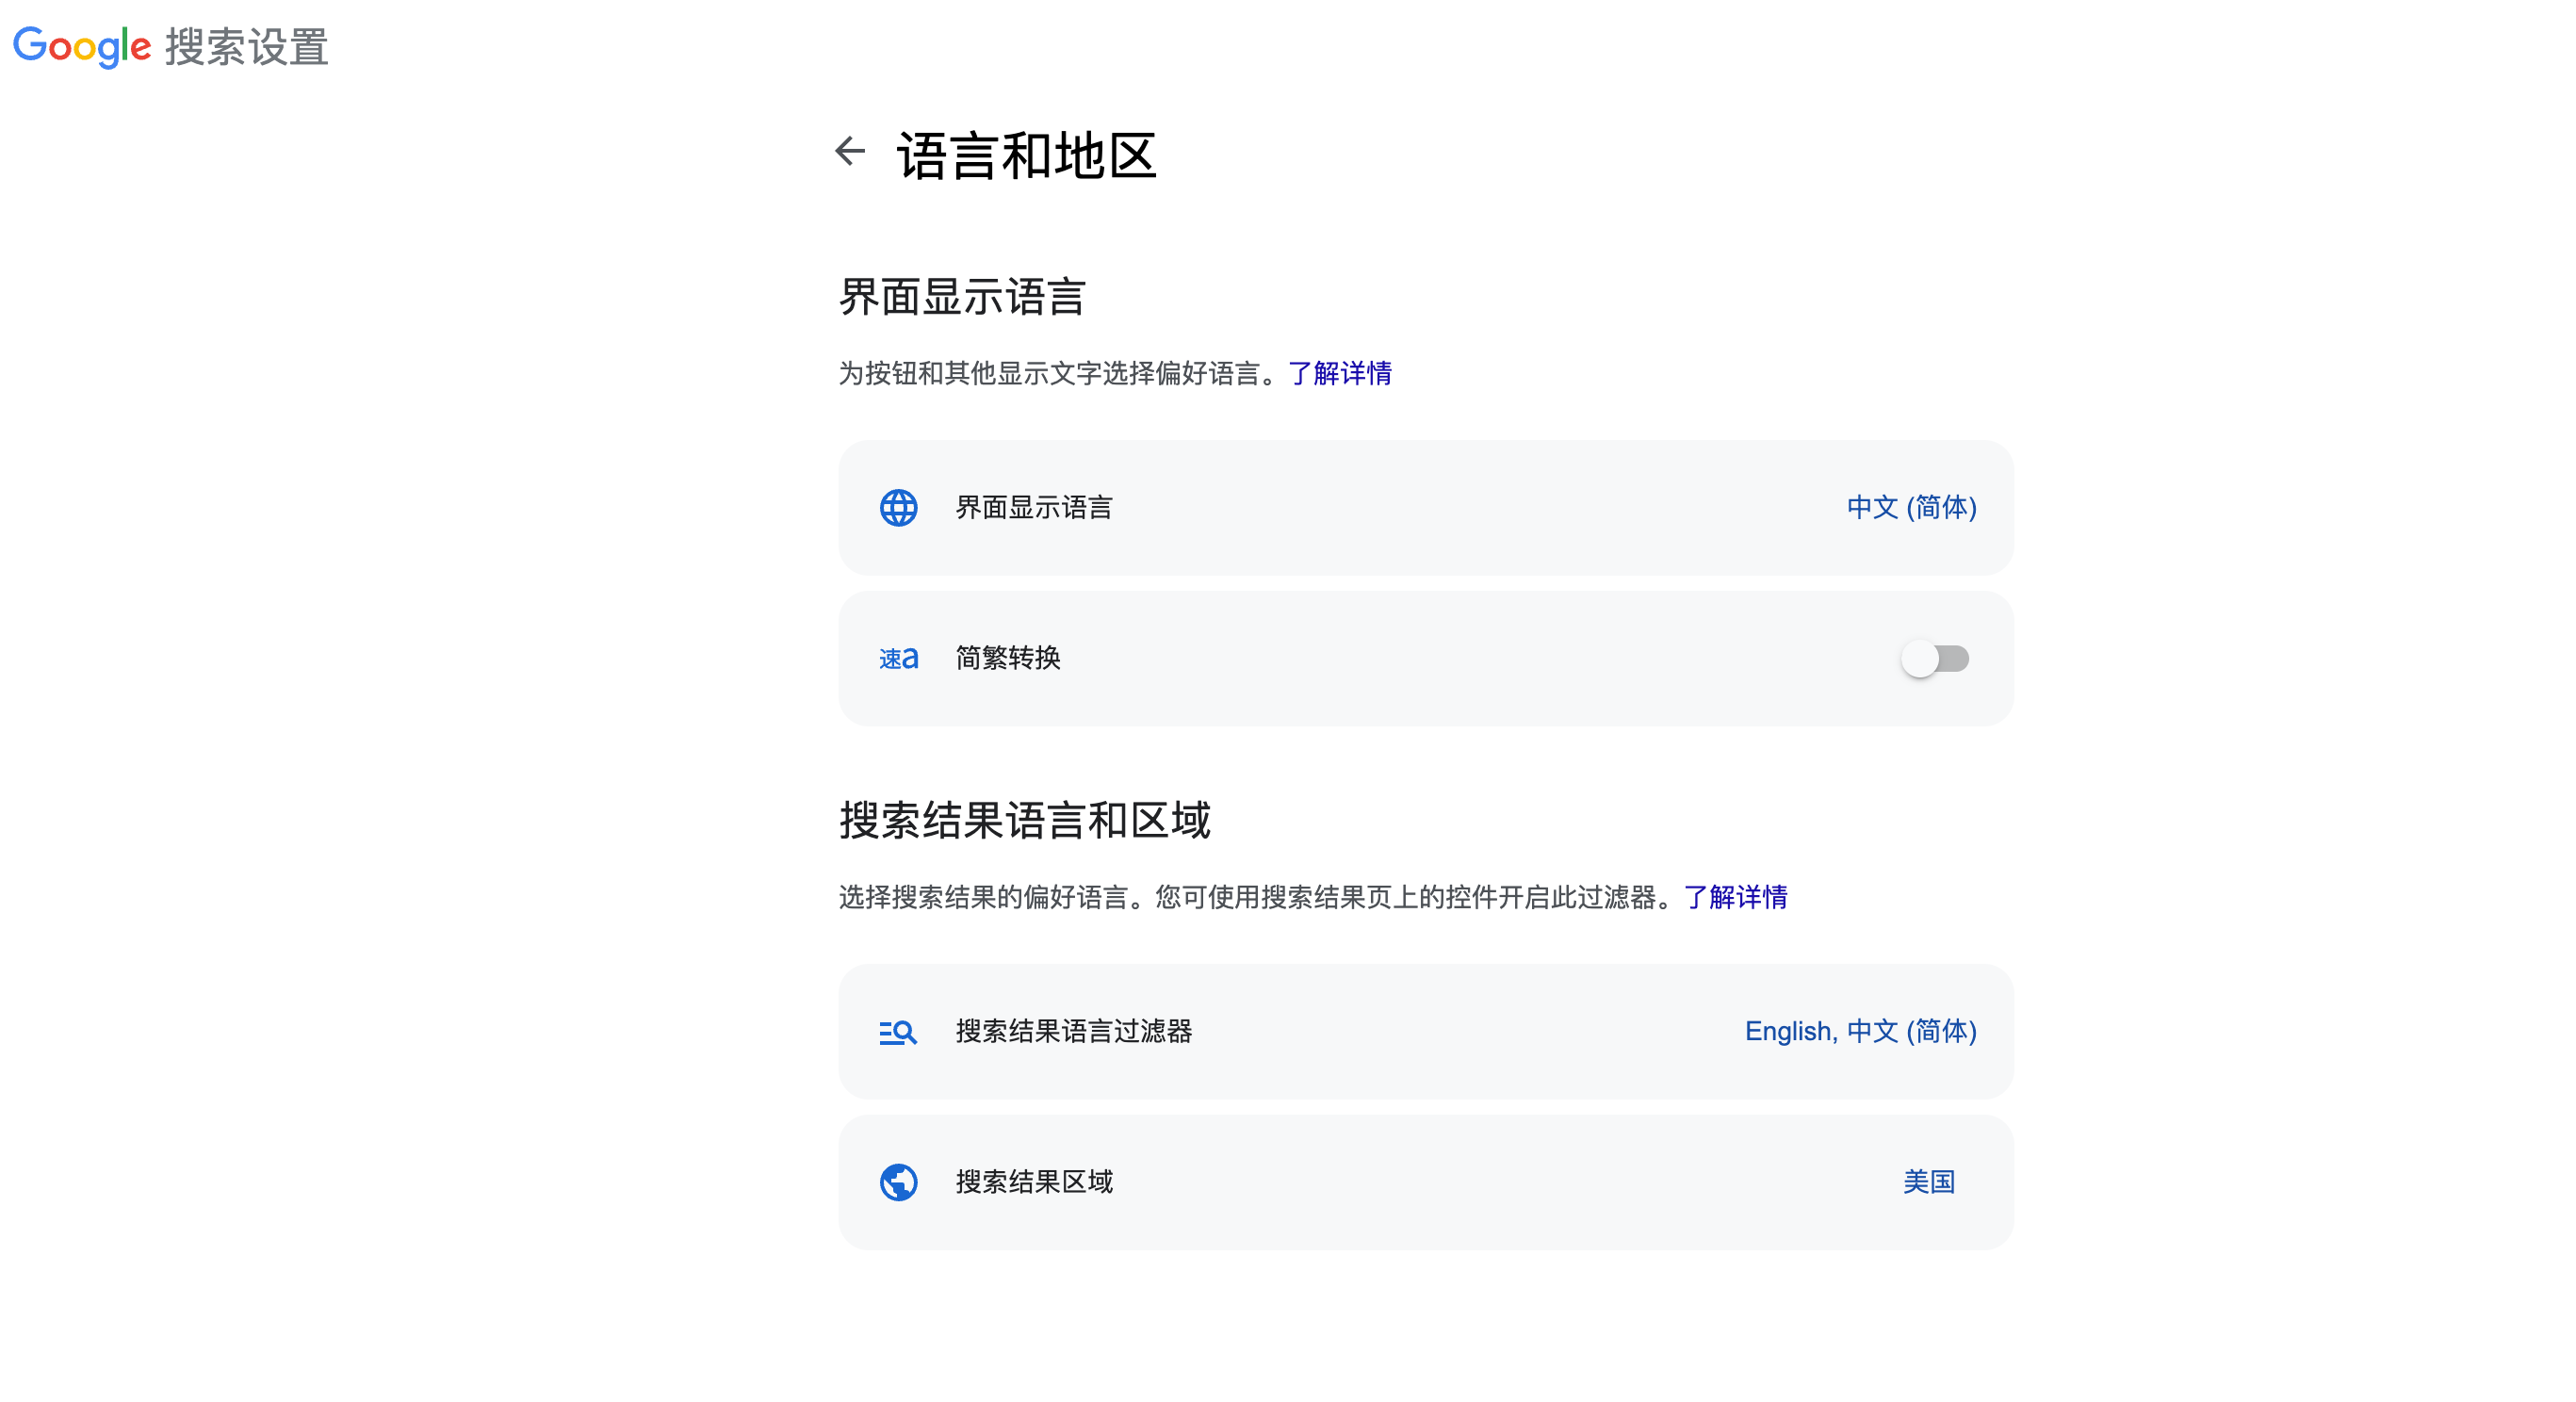 Google 搜索设置
语言和地区
界面显示语言
为按钮和其他显示文字选择偏好语言。了解详情
界面显示语言 中文 (简体)
速a 简繁转换
搜索结果语言和区域
选择搜索结果的偏好语言。您可使用搜索结果页上的控件开启此过滤器。了解详情
搜索结果语言过滤器 English, 中文 (简体)
搜索结果区域 美国